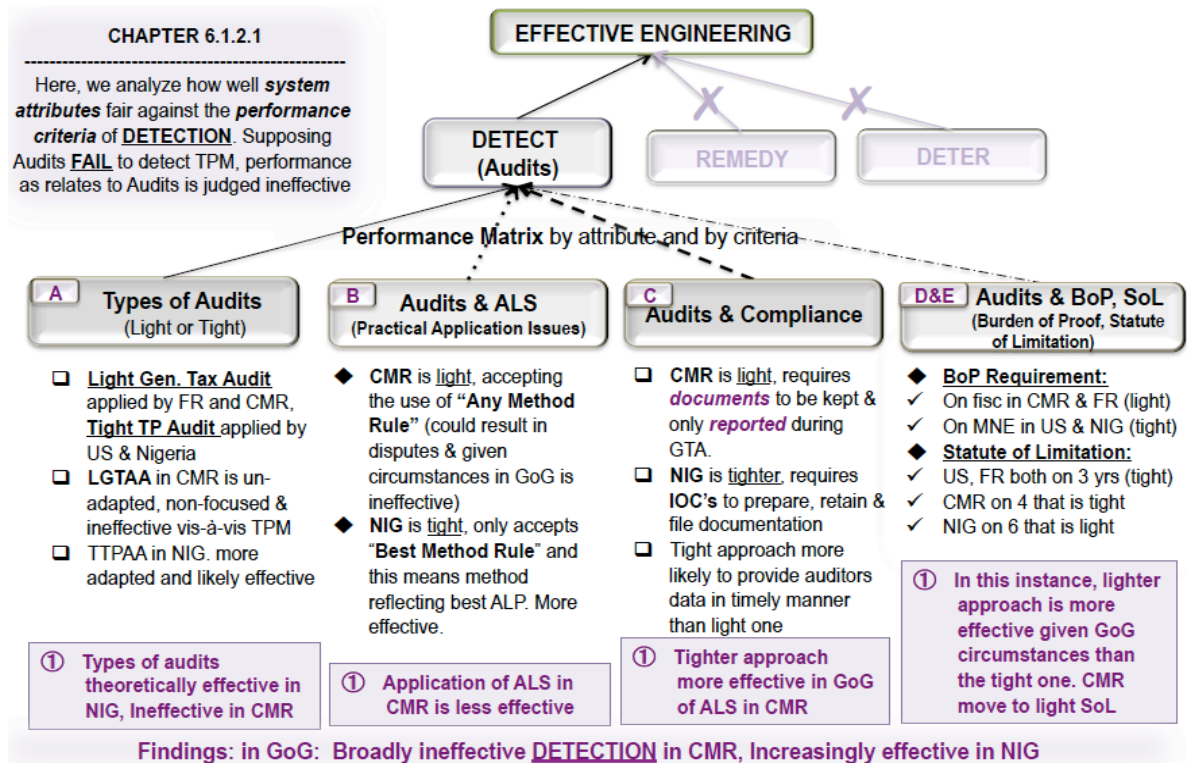 CHAPTER 6.1.2.1
Here, we analyze how well system
attributes fair against the performance
criteria of DETECTION. Supposing
Audits FAIL to detect TPM, performance
as relates to Audits is judged ineffective
EFFECTIVE ENGINEERING
DETECT
(Audits)
REMEDY
DETER
Performance Matrix by attribute and by criteria
A
Types of Audits
(Light or Tight)
❑ Light Gen. Tax Audit
applied by FR and CMR,
Tight TP Audit applied by
US & Nigeria
❑ LGTAA in CMR is un-
adapted, non-focused &
ineffective vis-à-vis TPM
❑ TTPAA in NIG. more
adapted and likely effective
① Types of audits
theoretically effective in
NIG, Ineffective in CMR
B
Audits & ALS
(Practical Application Issues)
◆ CMR is light, accepting
the use of “Any Method
Rule” (could result in
disputes & given
circumstances in GoG is
ineffective)
◆ NIG is tight, only accepts
“Best Method Rule” and
this means method
reflecting best ALP. More
effective.
① Application of ALS in
CMR is less effective
C
Audits & Compliance
❑ CMR is light, requires
documents to be kept &
only reported during
GTA.
❑ NIG is tighter, requires
IOC’s to prepare, retain &
file documentation
❑ Tight approach more
likely to provide auditors
data in timely manner
than light one
① Tighter approach
more effective in GoG
of ALS in CMR
D&E
Audits & BoP, SoL
(Burden of Proof, Statute
of Limitation)
◆ BoP Requirement:
✓ On fisc in CMR & FR (light)
✓ On MNE in US & NIG (tight)
◆ Statute of Limitation:
✓ US, FR both on 3 yrs (tight)
✓ CMR on 4 that is tight
✓ NIG on 6 that is light
① In this instance, lighter
approach is more
effective given GoG
circumstances than
the tight one. CMR
move to light SoL
Findings: in GoG: Broadly ineffective DETECTION in CMR, Increasingly effective in NIG